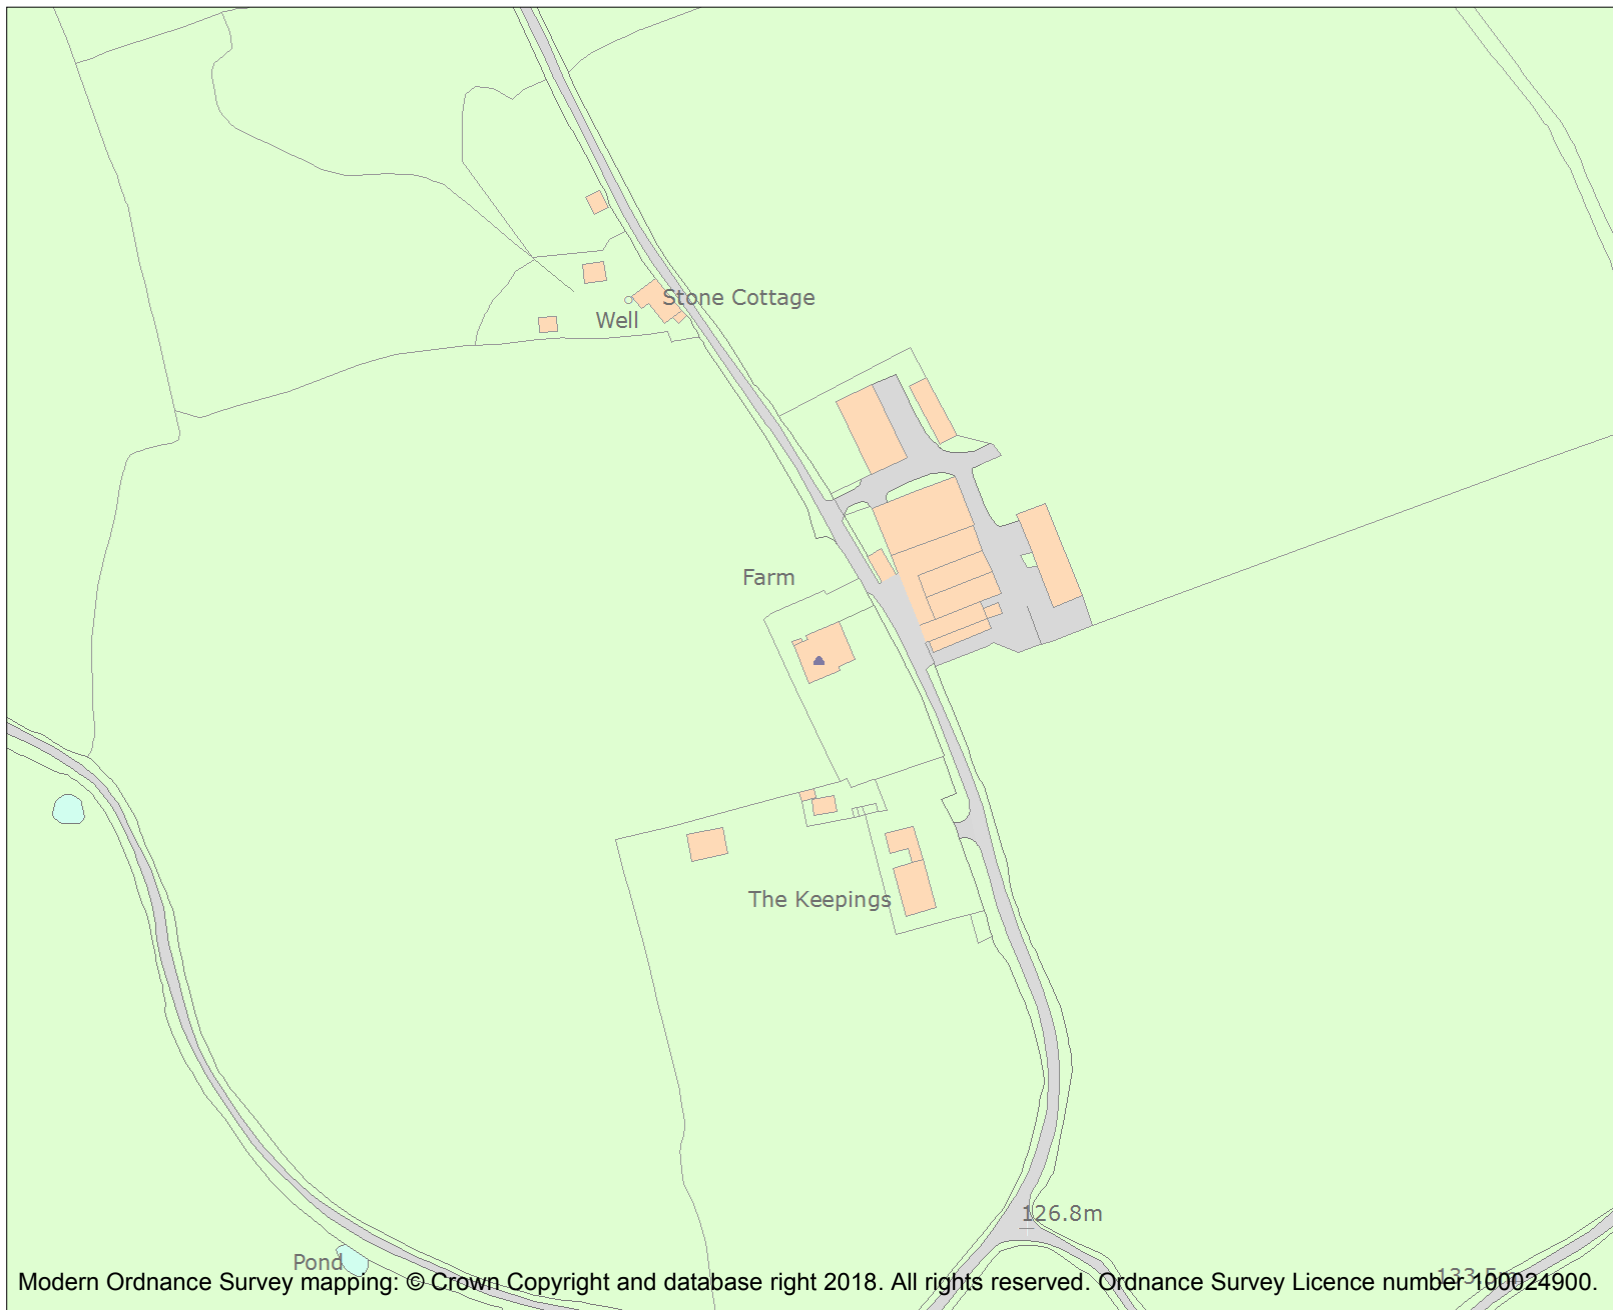 Stone Cottage
Well
Farm
The Keepings
126.8m
Pond
Modern Ordnance Survey mapping: © Crown Copyright and database right 2018. All rights reserved. Ordnance Survey Licence number 100024900.